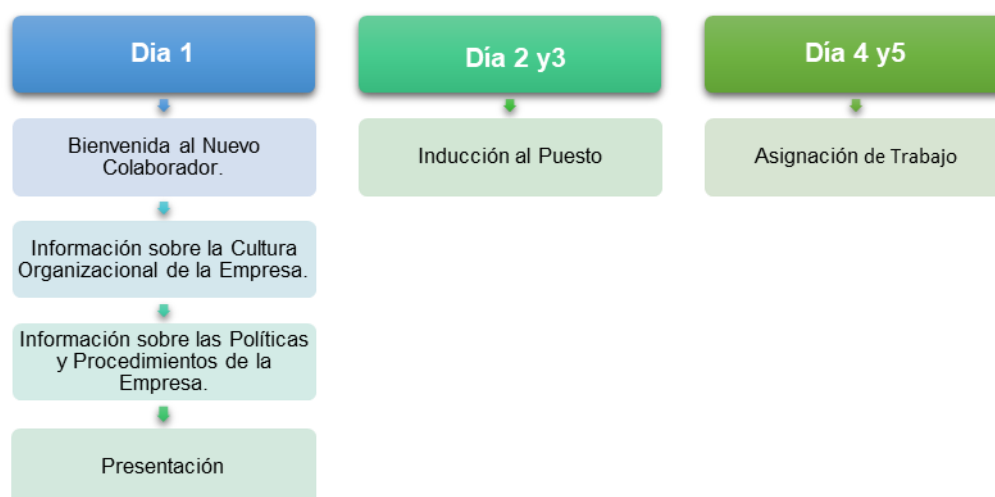 Dia 1
Bienvenida al Nuevo
Colaborador.
Información sobre la Cultura
Organizacional de la Empresa.
Información sobre las Políticas
y Procedimientos de la
Empresa.
Presentación
Día 2 y3
Inducción al Puesto
Día 4 y5
Asignación de Trabajo